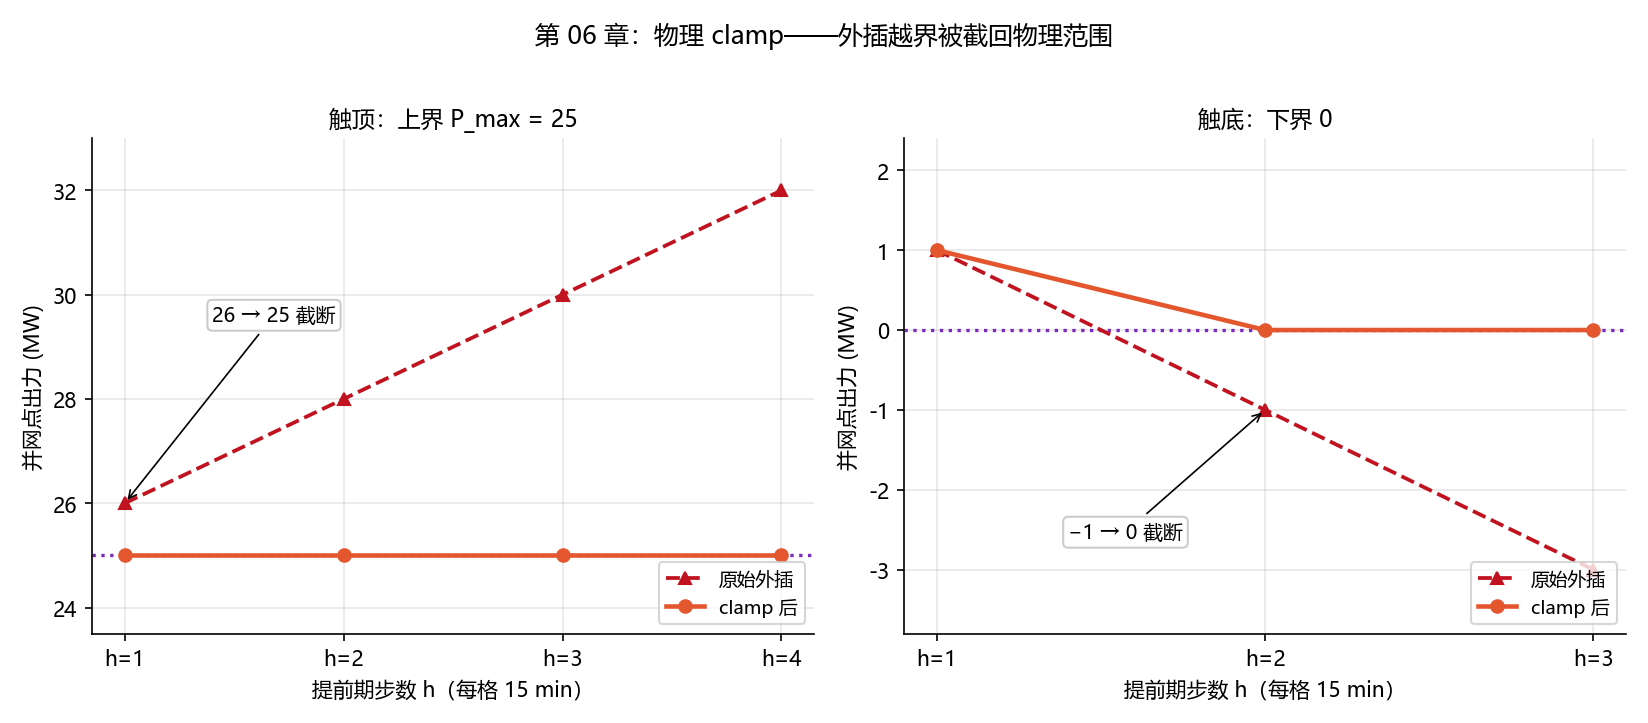 第 06 章：物理 clamp——外插越界被截回物理范围
触顶：上界 P_max = 25
并网点出力 (MW)
32
30
28
26
24
26 → 25 截断
原始外插
clamp 后
h=1
h=2
h=3
h=4
提前期步数 h（每格 15 min）
触底：下界 0
并网点出力 (MW)
2
1
0
-1
-2
-3
−1 → 0 截断
原始外插
clamp 后
h=1
h=2
h=3
提前期步数 h（每格 15 min）